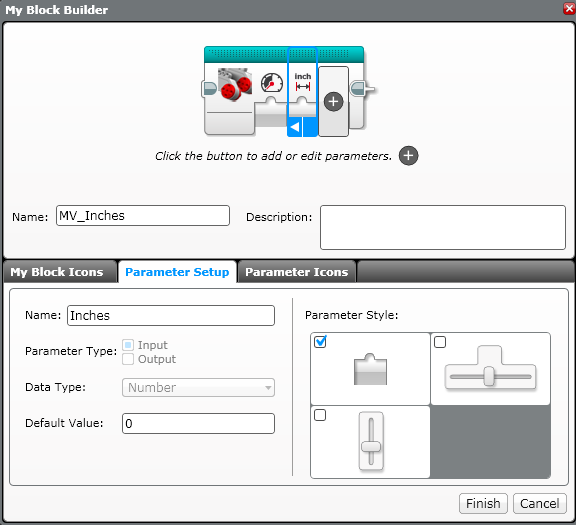 My Block Builder
inch
Click the button to add or edit parameters.
Name: MV_Inches Description:
My Block Icons Parameter Setup Parameter Icons
Name: Inches Parameter Style:
Parameter Type: Input
Output
Data Type: Number
Default Value: 0
Finish Cancel